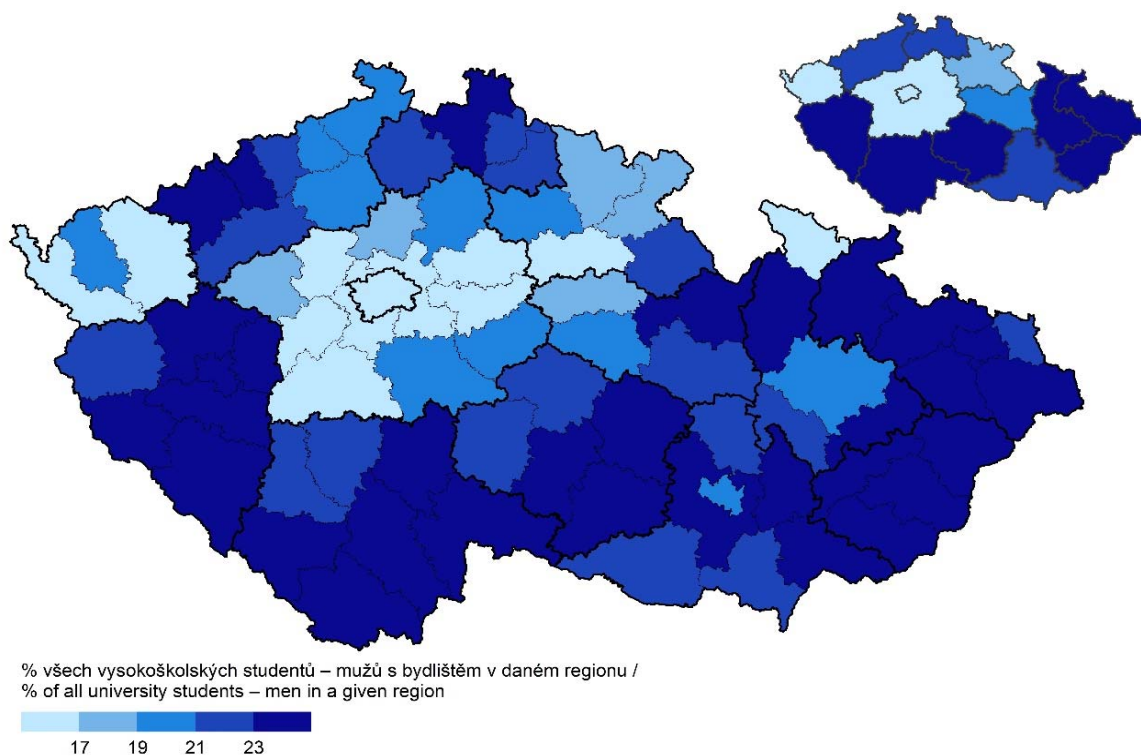 % všech vysokoškolských studentů – mužů s bydlištěm v daném regionu /
% of all university students – men in a given region
17 19 21 23